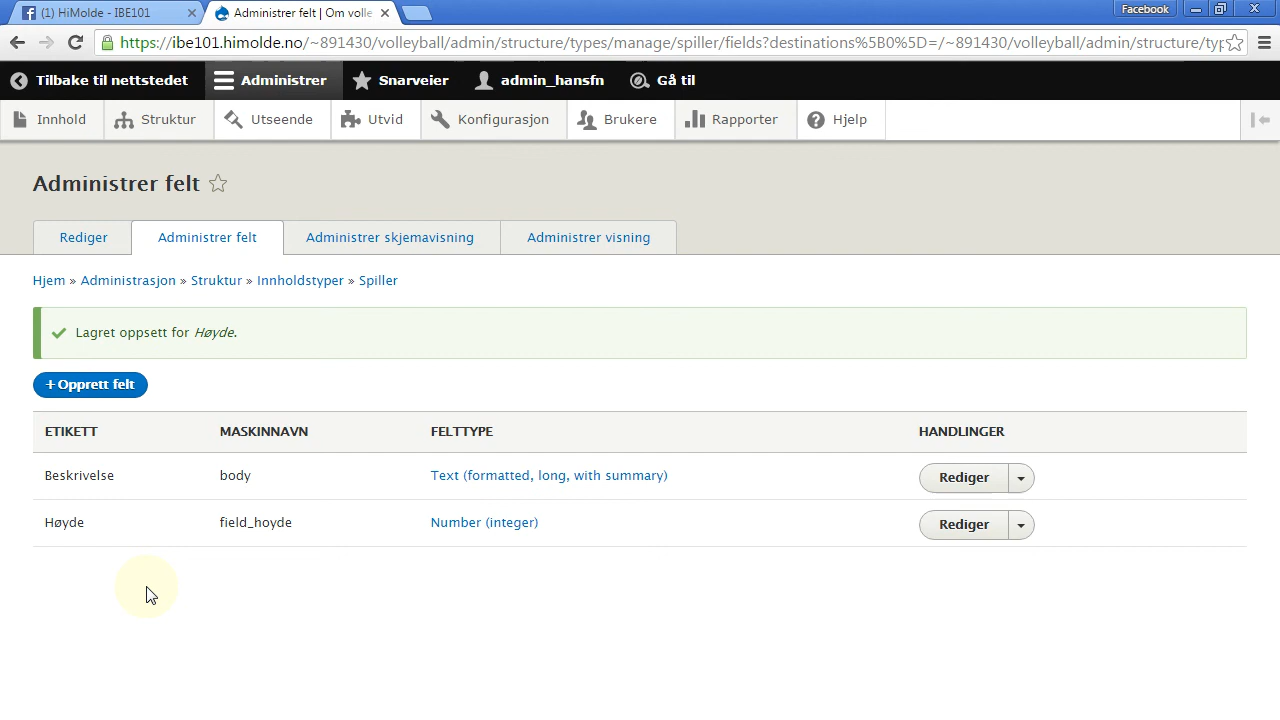 (1) HiMolde - IBE101
Administrer felt | Om volle
Facebook
https://ibe101.himolde.no/~891430/volleyball/admin/structure/types/manage/spiller/fields?destinations%5B0%5D=/~891430/volleyball/admin/structure/typ
Tilbake til nettstedet Administrer Snarveier admin_hansfn Gå til
Innhold Struktur Utseende Utvid Konfigurasjon Brukere Rapporter Hjelp
Administrer felt
Rediger Administrer felt Administrer skjemavisning Administrer visning
Hjem » Administrasjon » Struktur » Innholdstyper » Spiller
Lagret oppsett for Høyde.
+ Opprett felt
ETIKETT MASKINNAVN FELTTYPE HANDLINGER
Beskrivelse body Text (formatted, long, with summary) Rediger
Høyde field_hoyde Number (integer) Rediger